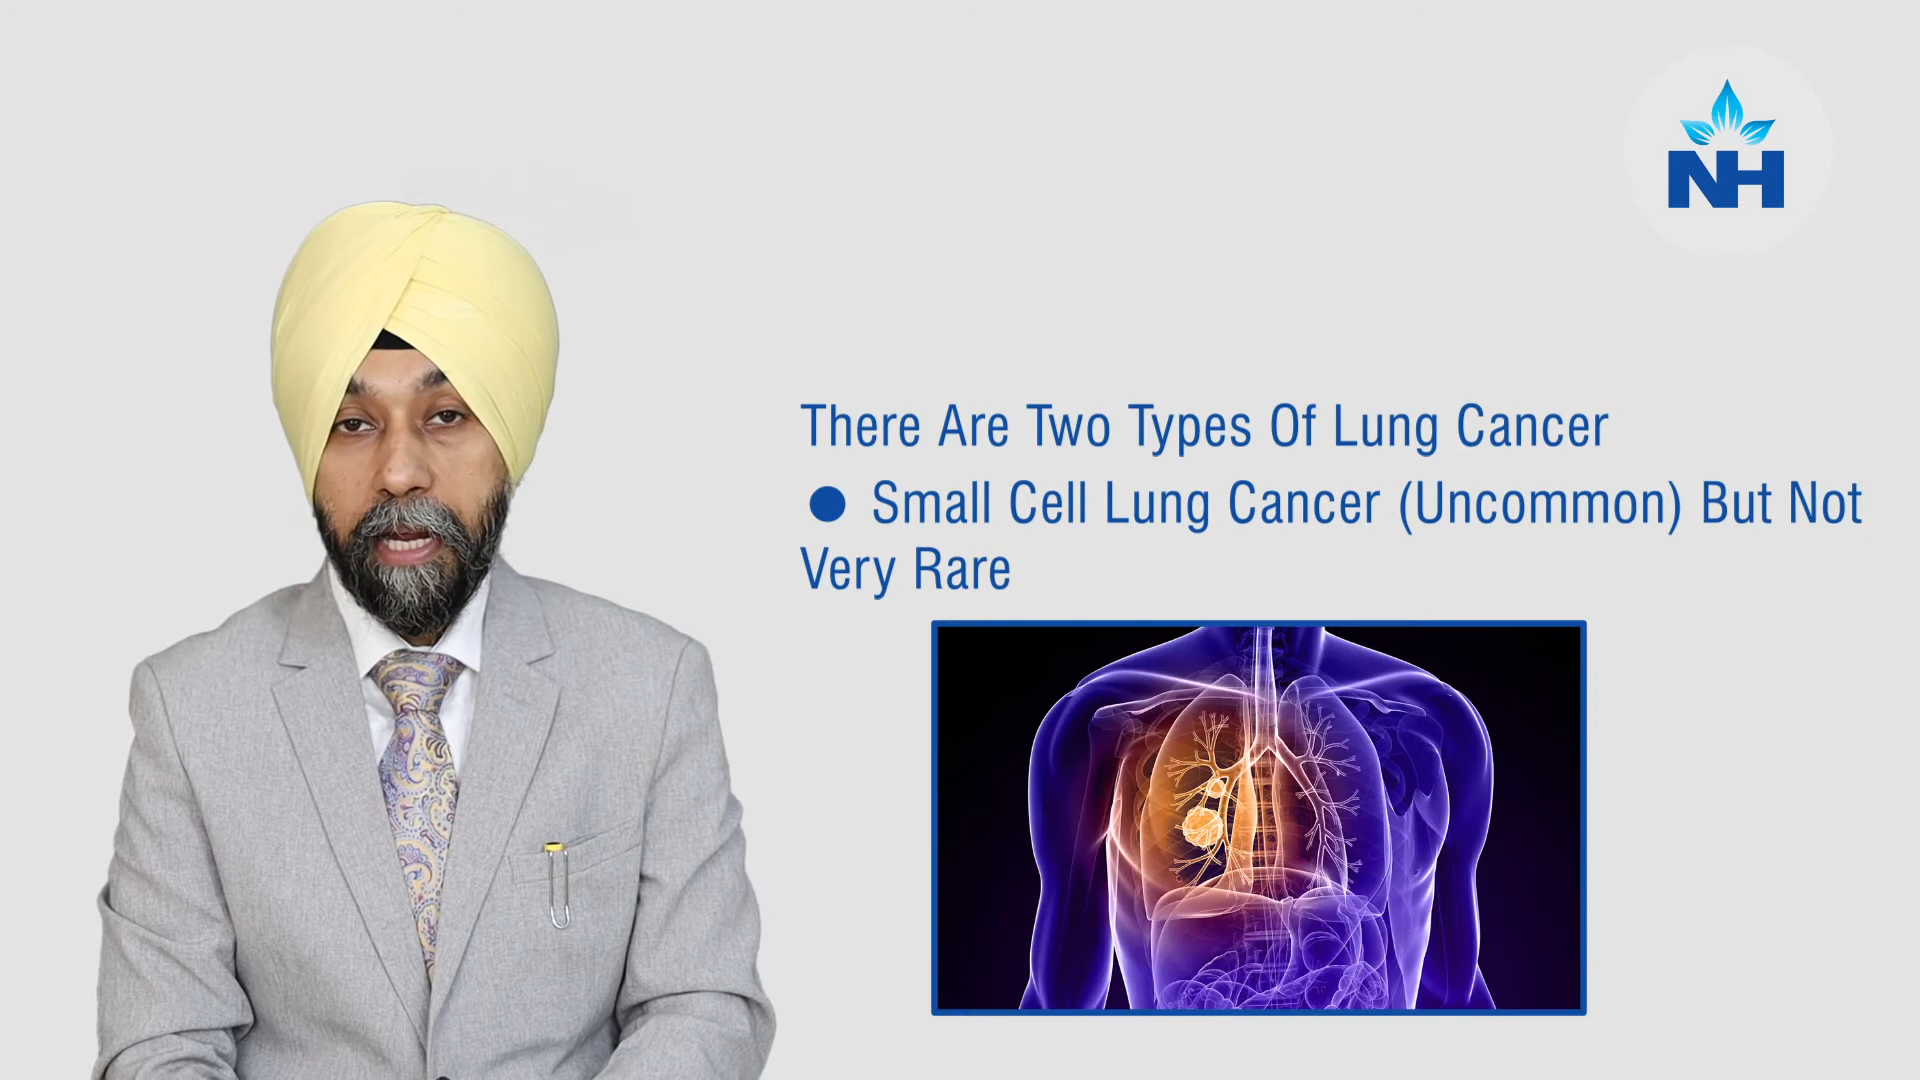 NH
There Are Two Types Of Lung Cancer
● Small Cell Lung Cancer (Uncommon) But Not
Very Rare